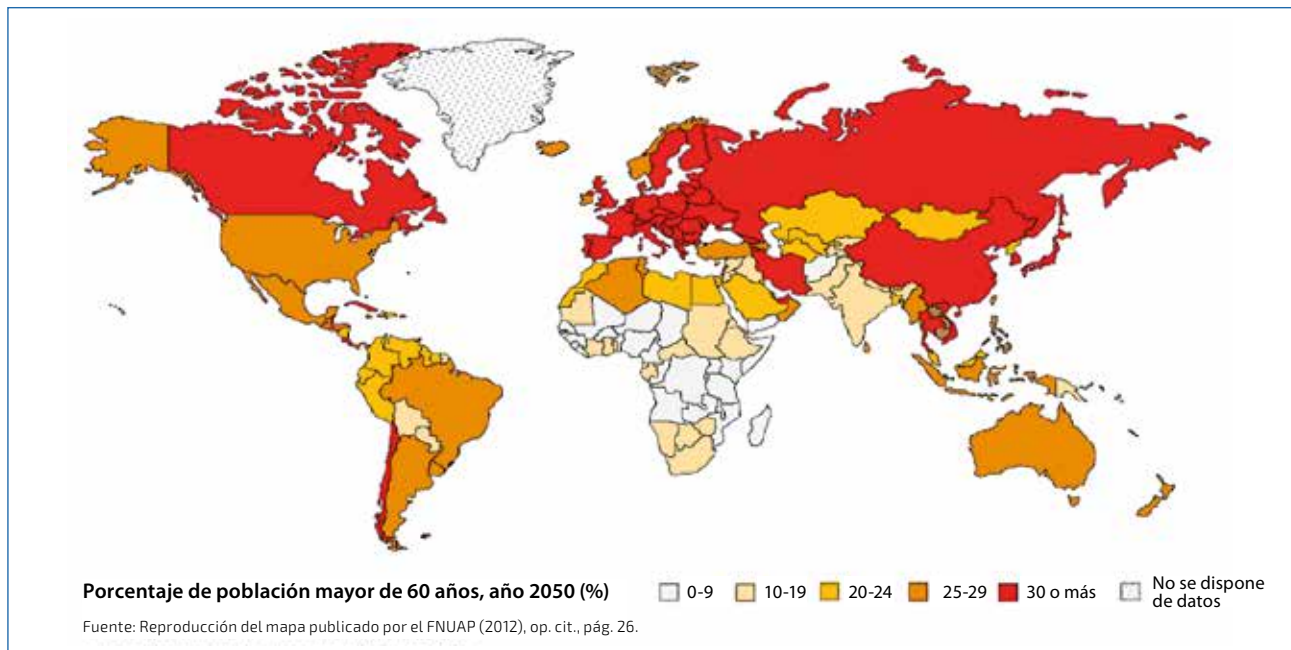 Porcentaje de población mayor de 60 años, año 2050 (%)
0-9
10-19
20-24
25-29
30 o más
No se dispone
de datos
Fuente: Reproducción del mapa publicado por el FNUAP (2012), op. cit., pág. 26.